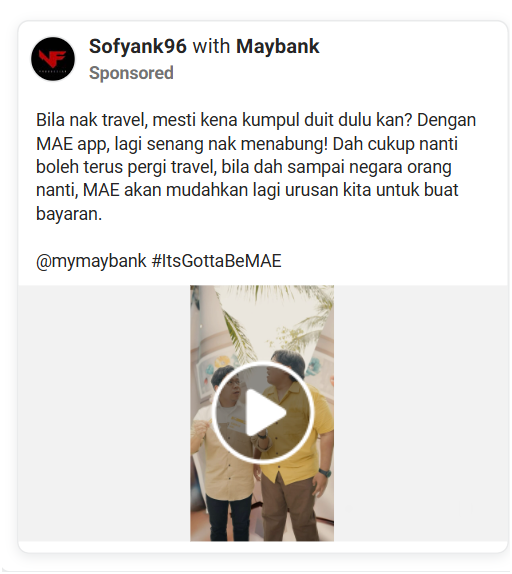 Sofyank96 with Maybank
Sponsored
Bila nak travel, mesti kena kumpul duit dulu kan? Dengan
MAE app, lagi senang nak menabung! Dah cukup nanti
boleh terus pergi travel, bila dah sampai negara orang
nanti, MAE akan mudahkan lagi urusan kita untuk buat
bayaran.
@mymaybank #ItsGottaBeMAE